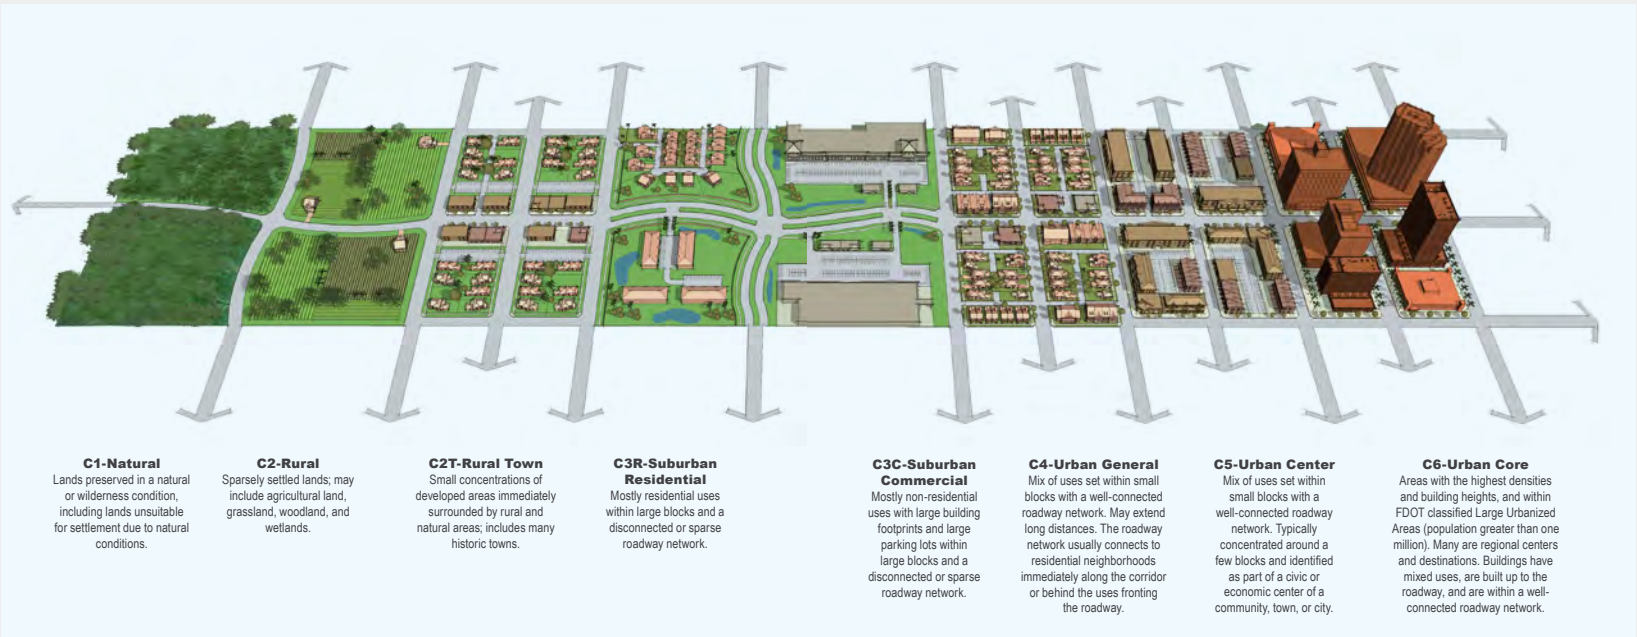 C1-Natural
Lands preserved in a natural
or wilderness condition,
including lands unsuitable
for settlement due to natural
conditions.
C2-Rural
Sparsely settled lands; may
include agricultural land,
grassland, woodland, and
wetlands.
C2T-Rural Town
Small concentrations of
developed areas immediately
surrounded by rural and
natural areas; includes many
historic towns.
C3R-Suburban
Residential
Mostly residential uses
within large blocks and a
disconnected or sparse
roadway network.
C3C-Suburban
Commercial
Mostly non-residential
uses with large building
footprints and large
parking lots within
large blocks and a
disconnected or sparse
roadway network.
C4-Urban General
Mix of uses set within small
blocks with a well-connected
roadway network. May extend
long distances. The roadway
network usually connects to
residential neighborhoods
immediately along the corridor
or behind the uses fronting
the roadway.
C5-Urban Center
Mix of uses set within
small blocks with a
well-connected roadway
network. Typically
concentrated around a
few blocks and identified
as part of a civic or
economic center of a
community, town, or city.
C6-Urban Core
Areas with the highest densities
and building heights, and within
FDOT classified Large Urbanized
Areas (population greater than one
million). Many are regional centers
and destinations. Buildings have
mixed uses, are built up to the
roadway, and are within a well-
connected roadway network.